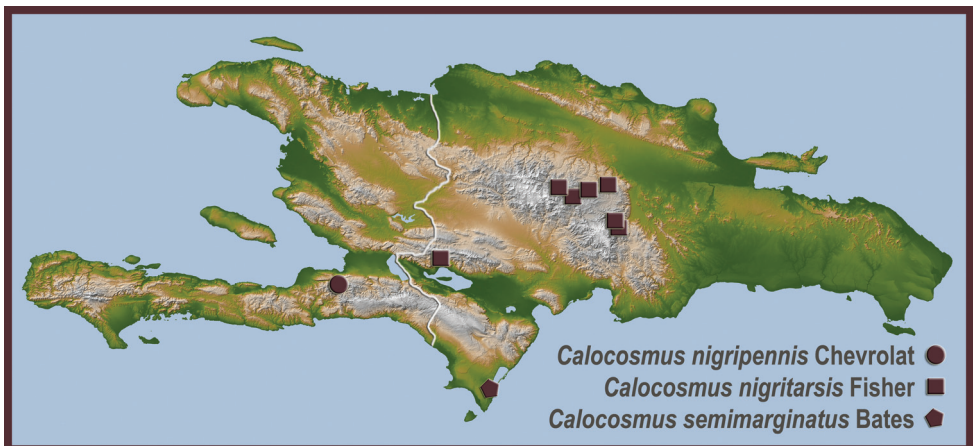 Calocosmus nigripennis Chevrolat
Calocosmus nigritarsis Fisher
Calocosmus semimarginatus Bates